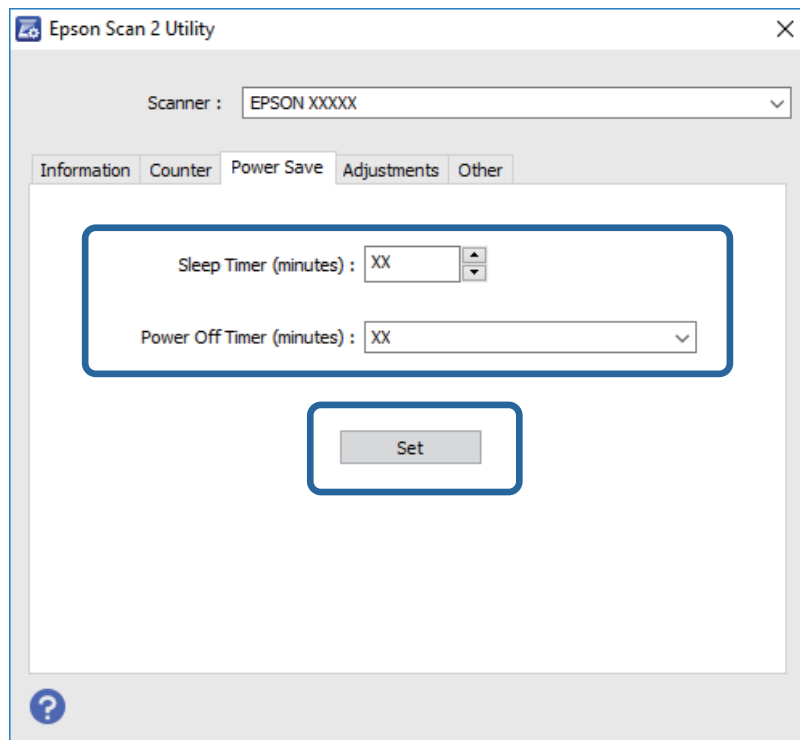 Epson Scan 2 Utility
Scanner : EPSON XXXXX
Information Counter Power Save Adjustments Other
Sleep Timer (minutes) : XX
Power Off Timer (minutes) : XX
Set
?